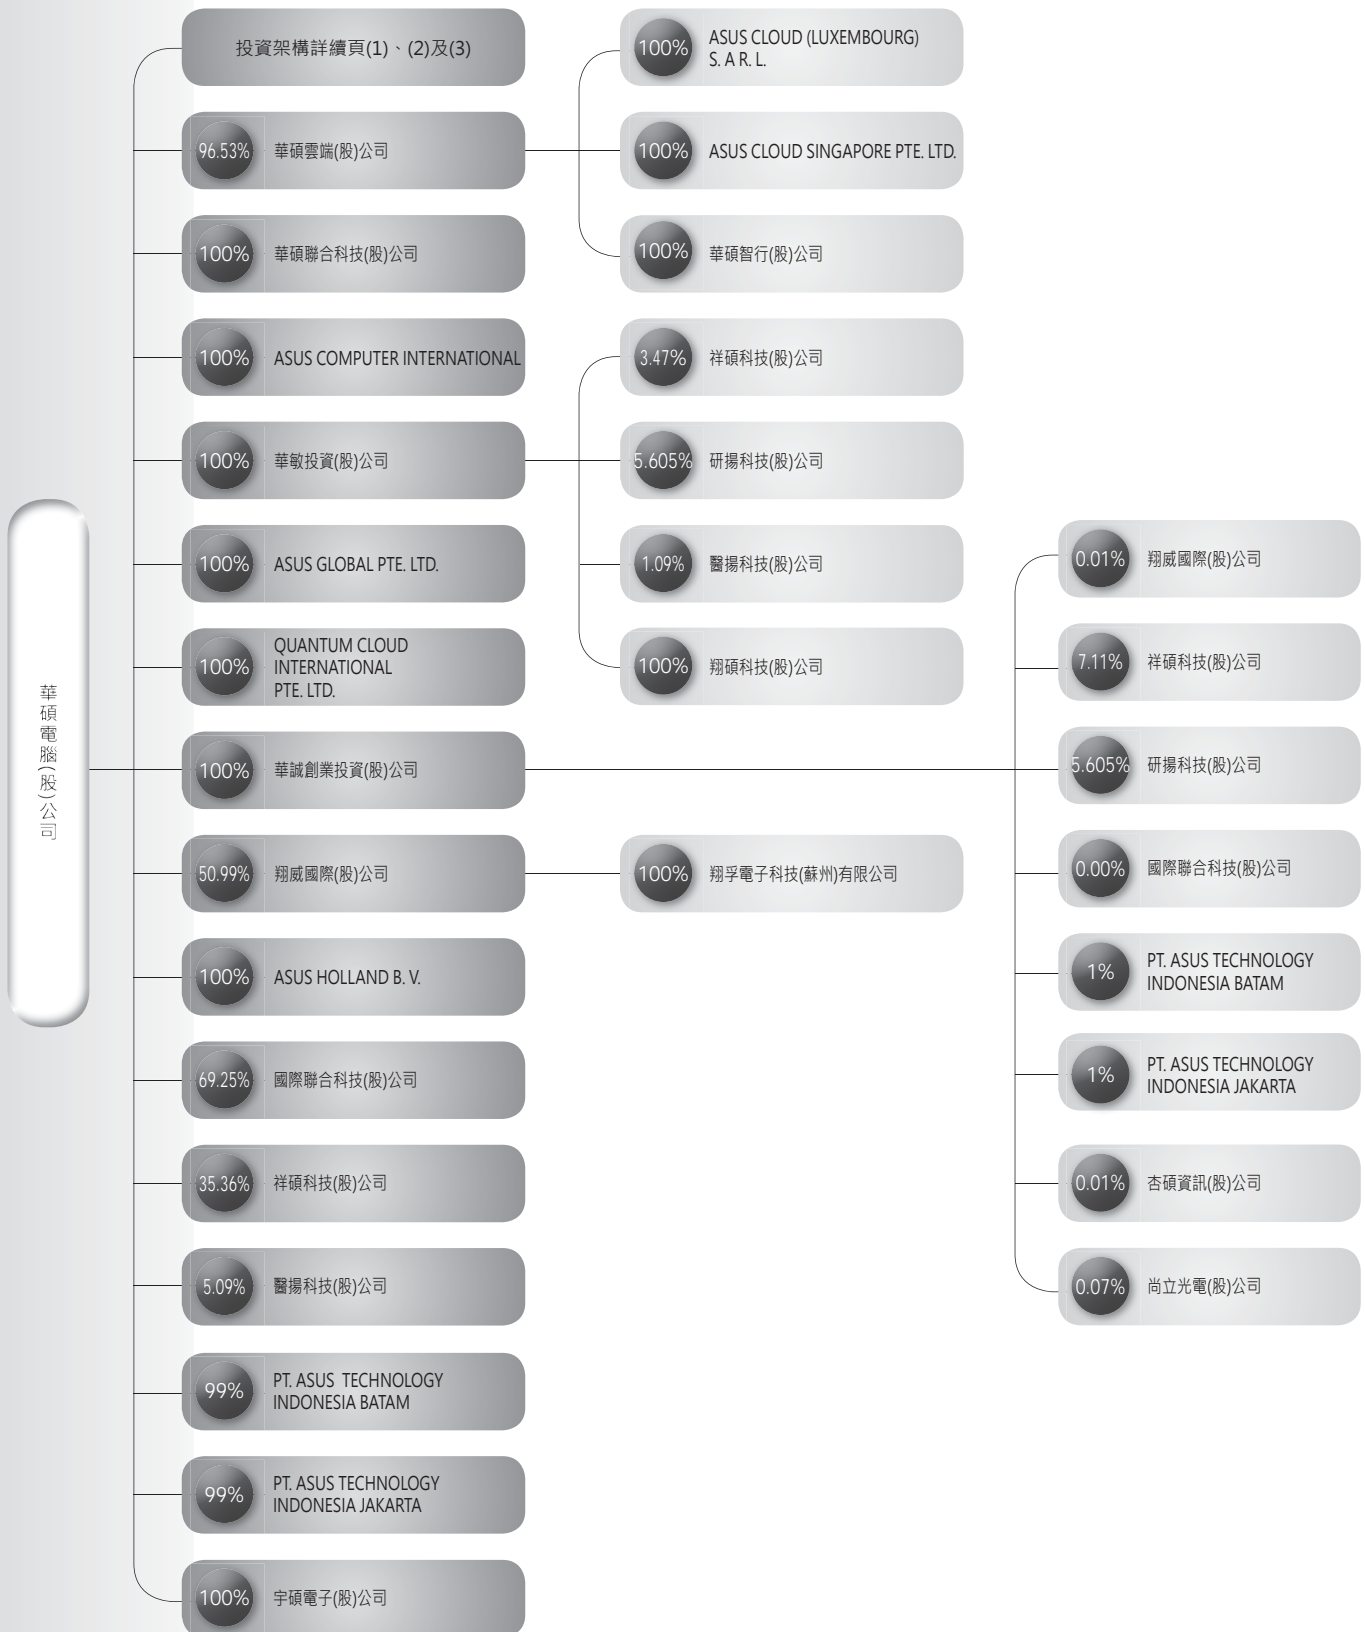 華碩電腦(股)公司
投資架構詳續頁(1)、(2)及(3)
96.53% 華碩雲端(股)公司
100% 華碩聯合科技(股)公司
100% ASUS COMPUTER INTERNATIONAL
100% 華敏投資(股)公司
100% ASUS GLOBAL PTE. LTD.
100% QUANTUM CLOUD
INTERNATIONAL
PTE. LTD.
100% 華誠創業投資(股)公司
50.99% 翔威國際(股)公司
100% ASUS HOLLAND B. V.
69.25% 國際聯合科技(股)公司
35.36% 祥碩科技(股)公司
5.09% 醫揚科技(股)公司
99% PT. ASUS TECHNOLOGY
INDONESIA BATAM
99% PT. ASUS TECHNOLOGY
INDONESIA JAKARTA
100% 宇碩電子(股)公司
100% ASUS CLOUD (LUXEMBOURG)
S. A R. L.
100% ASUS CLOUD SINGAPORE PTE. LTD.
100% 華碩智行(股)公司
3.47% 祥碩科技(股)公司
5.605% 研揚科技(股)公司
1.09% 醫揚科技(股)公司
100% 翔碩科技(股)公司
100% 翔孚電子科技(蘇州)有限公司
0.01% 翔威國際(股)公司
7.11% 祥碩科技(股)公司
5.605% 研揚科技(股)公司
0.00% 國際聯合科技(股)公司
1% PT. ASUS TECHNOLOGY
INDONESIA BATAM
1% PT. ASUS TECHNOLOGY
INDONESIA JAKARTA
0.01% 杏碩資訊(股)公司
0.07% 尚立光電(股)公司